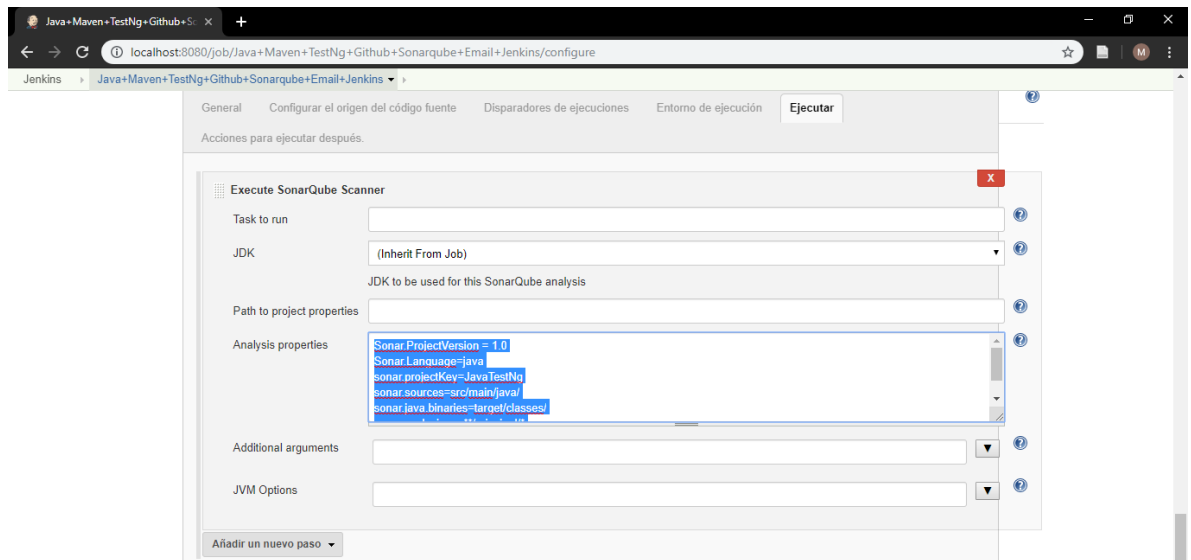 Java+Maven+TestNg+Github+Sc
localhost:8080/job/Java+Maven+TestNg+Github+Sonarqube+Email+Jenkins/configure
M
Jenkins Java+Maven+TestNg+Github+Sonarqube+Email+Jenkins
General Configurar el origen del código fuente Disparadores de ejecuciones Entorno de ejecución Ejecutar
Acciones para ejecutar después.
X
Execute SonarQube Scanner
Task to run
JDK (Inherit From Job)
JDK to be used for this SonarQube analysis
Path to project properties
Analysis properties Sonar.ProjectVersion = 1.0
Sonar.Language=java
sonar.projectKey=JavaTestNg
sonar.sources=src/main/java/
sonar.java.binaries=target/classes/
Additional arguments
JVM Options
Añadir un nuevo paso